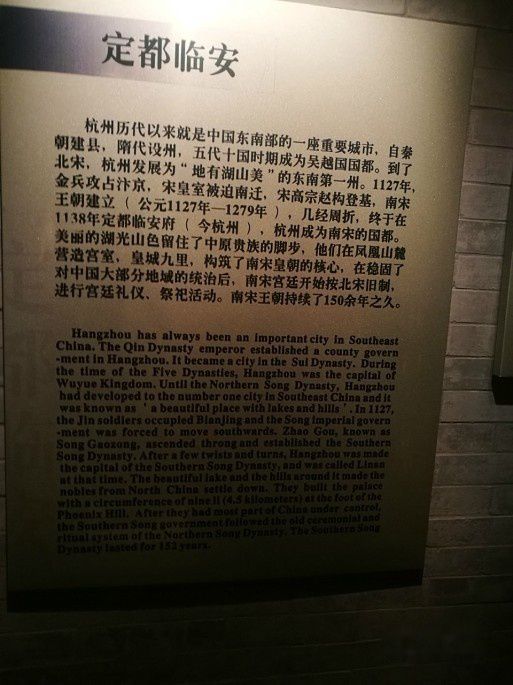 定都临安
杭州历代以来就是中国东南部的一座重要城市，自秦
朝建县，隋代设州，五代十国时期成为吴越国国都。到了
北宋，杭州发展为“地有湖山美”的东南第一州。1127年，
金兵攻占汴京，宋皇室被迫南迁，宋高宗赵构登基，南宋
王朝建立（公元1127年—1279年），几经周折，终于在
1138年定都临安府（今杭州），杭州成为南宋的国都。
美丽的湖光山色留住了中原贵族的脚步，他们在凤凰山麓
营造宫室，皇城九里，构筑了南宋皇朝的核心，在稳固了
对中国大部分地域的统治后，南宋宫廷开始按北宋旧制，
进行宫廷礼仪、祭祀活动。南宋王朝持续了150余年之久。
Hangzhou has always been an important city in Southeast
China. The Qin Dynasty emperor established a county govern
-ment in Hangzhou. It became a city in the Sui Dynasty. During
the time of the Five Dynasties, Hangzhou was the capital of
Wuyue Kingdom. Until the Northern Song Dynasty, Hangzhou
had developed to the number one city in Southeast China and it
was known as ‘a beautiful place with lakes and hills’. In 1127,
the Jin soldiers occupied Bianjing and the Song imperial govern
-ment was forced to move southwards. Zhao Gou, known as
Song Gaozong, ascended throng and established the Southern
Song Dynasty. After a few twists and turns, Hangzhou was made
the capital of the Southern Song Dynasty, and was called Linan
at that time. The beautiful lake and the hills around it made the
nobles from North China settle down. They built the palace
with a circumference of nine li (4.5 kilometers) at the foot of the
Phoenix Hill. After they had most part of China under control,
the Southern Song government followed the old ceremonial and
ritual system of the Northern Song Dynasty. The Southern Song
Dynasty lasted for 152 years.